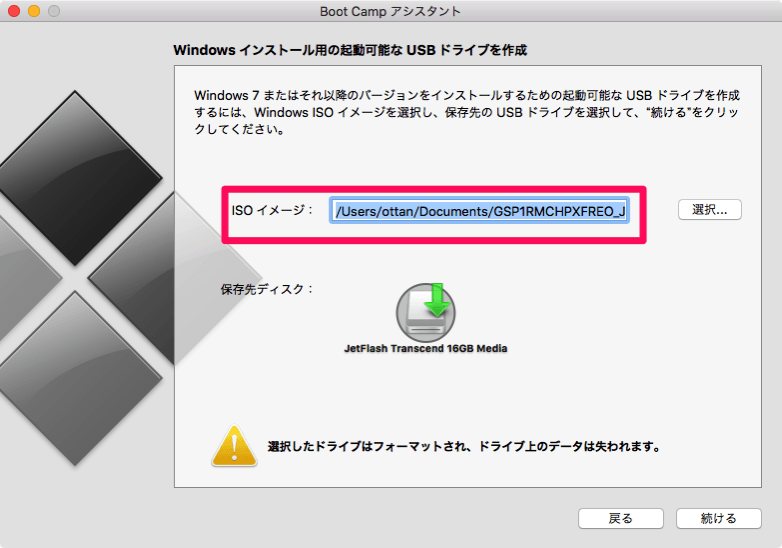 Boot Camp アシスタント
Windows インストール用の起動可能な USB ドライブを作成
Windows 7 またはそれ以降のバージョンをインストールするための起動可能な USB ドライブを作成
するには、Windows ISO イメージを選択し、保存先の USB ドライブを選択して、“続ける”をクリッ
クしてください。
ISO イメージ： /Users/ottan/Documents/GSP1RMCHPXFREO_J 選択...
保存先ディスク：
JetFlash Transcend 16GB Media
選択したドライブはフォーマットされ、ドライブ上のデータは失われます。
戻る 続ける